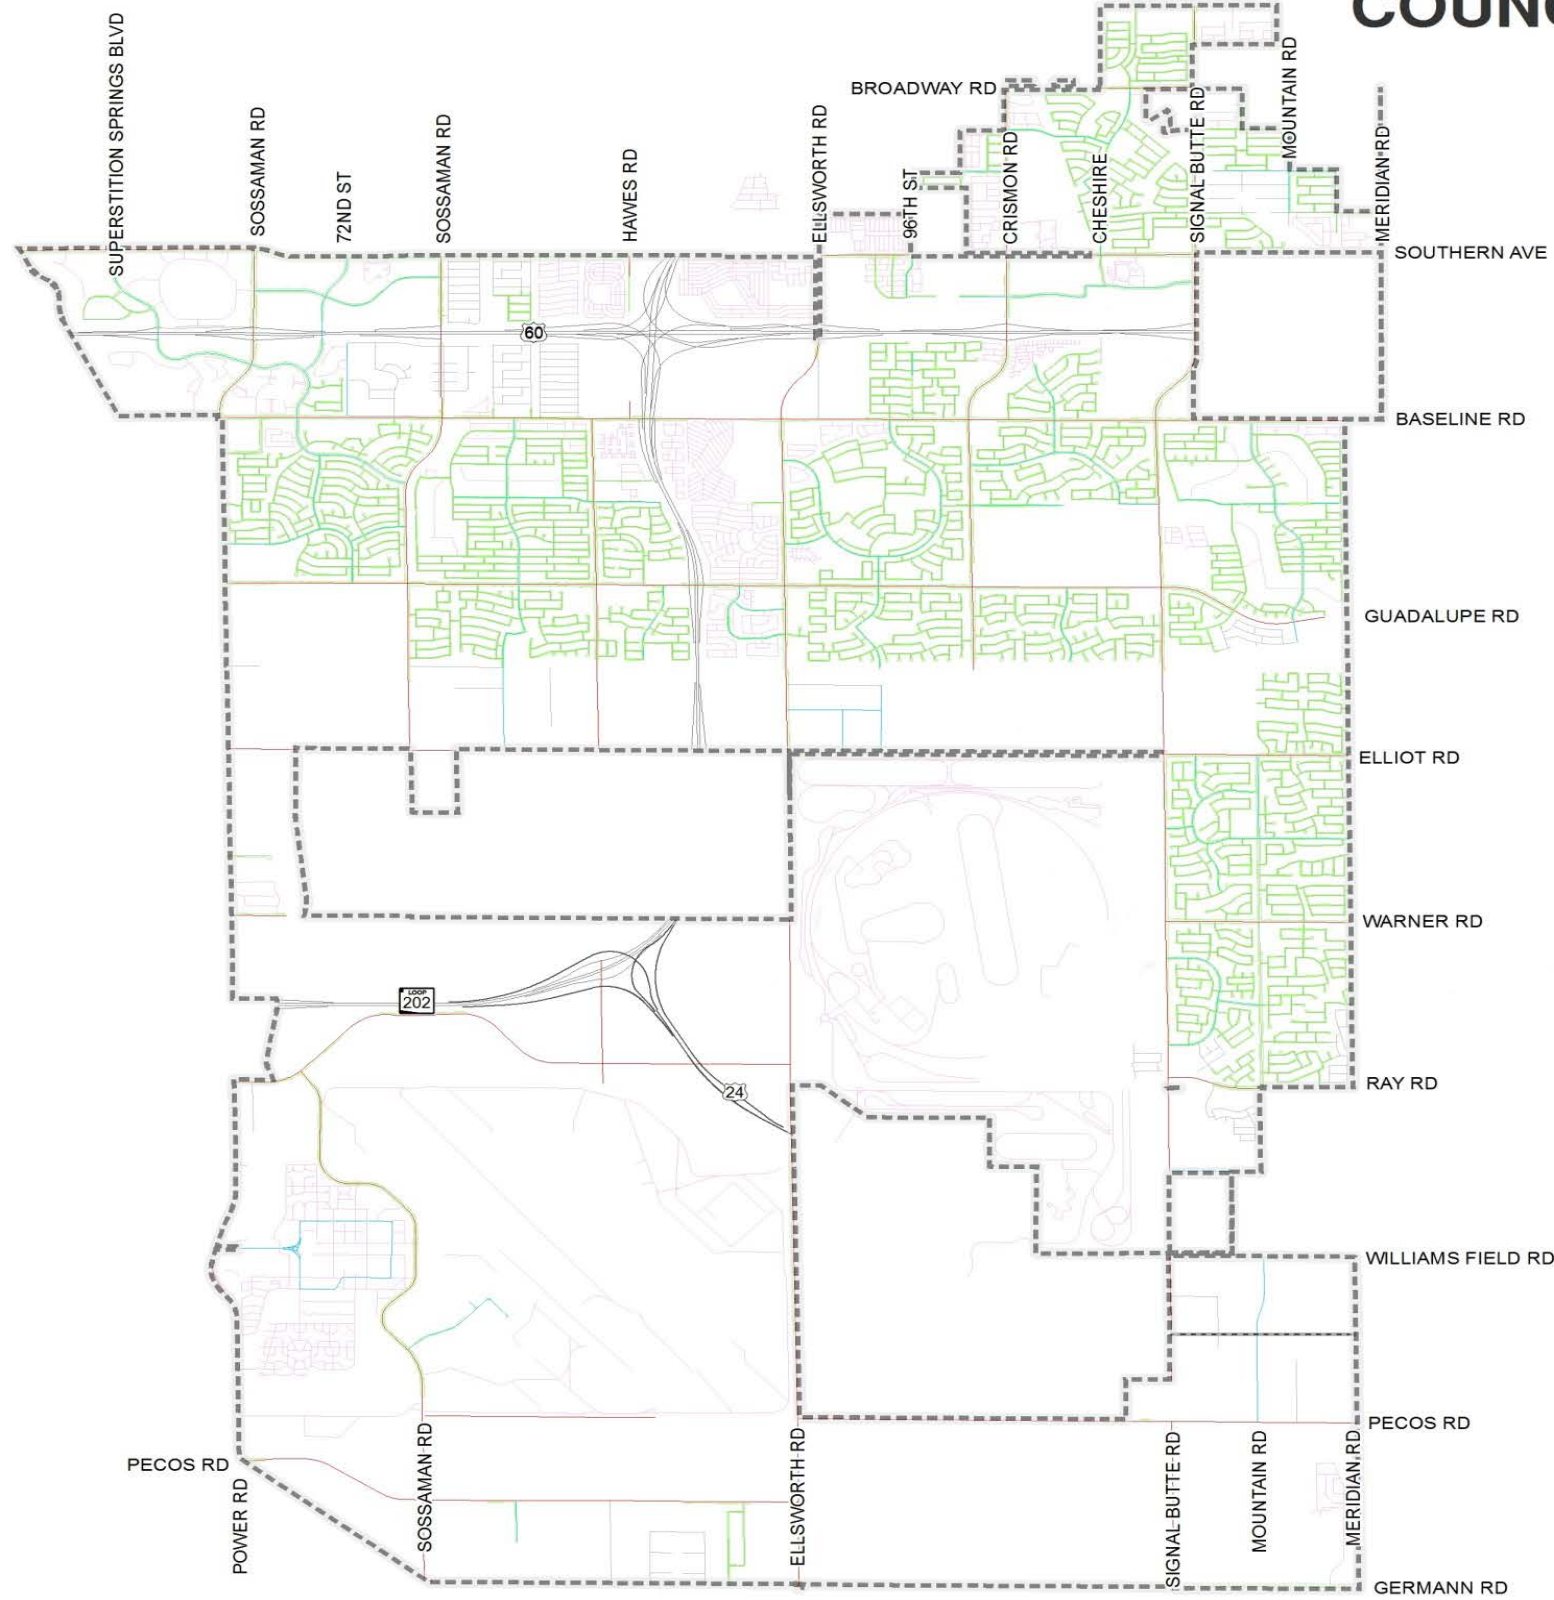 COUNC
SUPERSTITION SPRINGS BLVD
SOSSAMAN RD
72ND ST
SOSSAMAN RD
HAWES RD
ELLSWORTH RD
BROADWAY RD
96TH ST
CRISMON RD
CHESHIRE
SIGNAL BUTTE RD
MOUNTAIN RD
MERIDIAN RD
SOUTHERN AVE
60
BASELINE RD
GUADALUPE RD
ELLIOT RD
WARNER RD
LOOP
202
24
RAY RD
WILLIAMS FIELD RD
PECOS RD
PECOS RD
POWER RD
SOSSAMAN RD
ELLSWORTH RD
SIGNAL BUTTE RD
MOUNTAIN RD
MERIDIAN RD
GERMANN RD